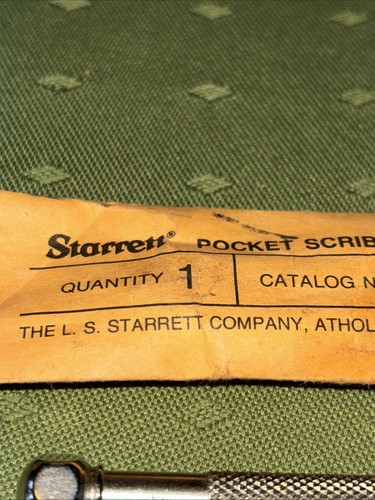 Starrett® POCKET SCRIB
QUANTITY 1 CATALOG N
THE L. S. STARRETT COMPANY, ATHOL